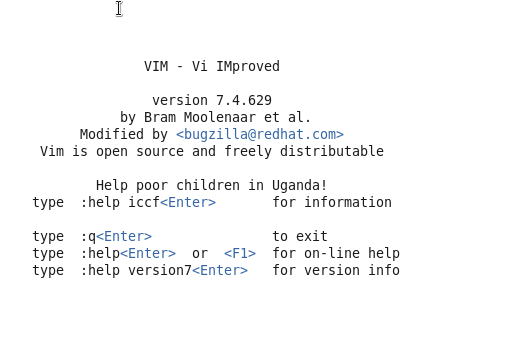 VIM - Vi IMproved
version 7.4.629
by Bram Moolenaar et al.
Modified by <bugzilla@redhat.com>
Vim is open source and freely distributable
Help poor children in Uganda!
type  :help iccf<Enter>       for information
type  :q<Enter>               to exit
type  :help<Enter>  or  <F1>  for on-line help
type  :help version7<Enter>   for version info